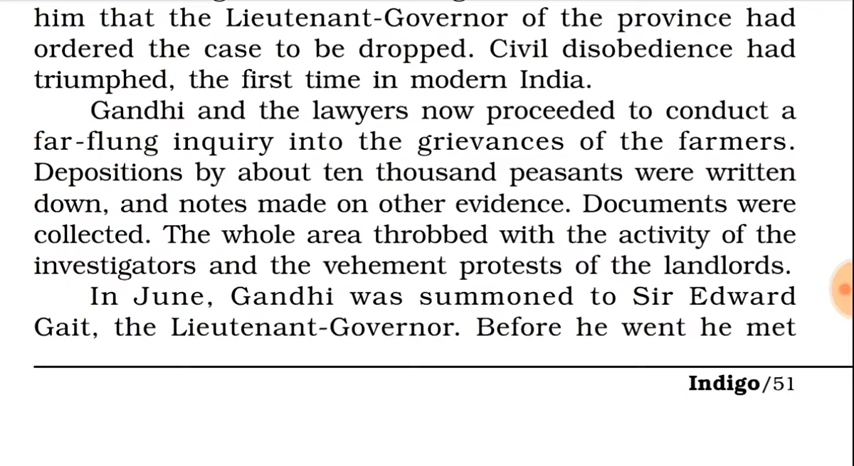 him that the Lieutenant-Governor of the province had
ordered the case to be dropped. Civil disobedience had
triumphed, the first time in modern India.
Gandhi and the lawyers now proceeded to conduct a
far-flung inquiry into the grievances of the farmers.
Depositions by about ten thousand peasants were written
down, and notes made on other evidence. Documents were
collected. The whole area throbbed with the activity of the
investigators and the vehement protests of the landlords.
In June, Gandhi was summoned to Sir Edward
Gait, the Lieutenant-Governor. Before he went he met
Indigo/51